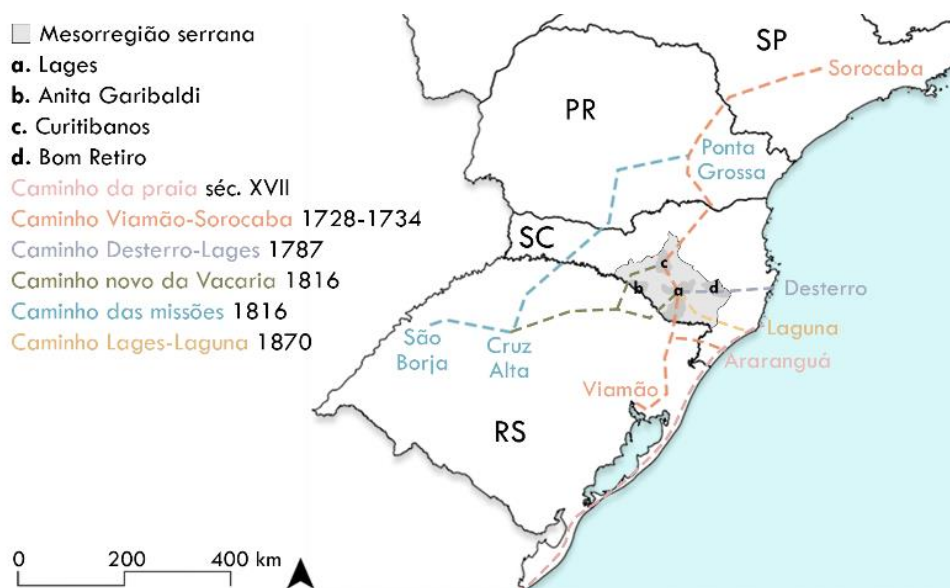 Mesorregião serrana
a. Lages
b. Anita Garibaldi
c. Curitibanos
d. Bom Retiro
Caminho da praia séc. XVII
Caminho Viamão-Sorocaba 1728-1734
Caminho Desterro-Lages 1787
Caminho novo da Vacaria 1816
Caminho das missões 1816
Caminho Lages-Laguna 1870
SP
Sorocaba
PR
Ponta
Grossa
SC
c
b
a
d
Desterro
Laguna
Araranguá
São
Borja
Cruz
Alta
Viamão
RS
0 200 400 km